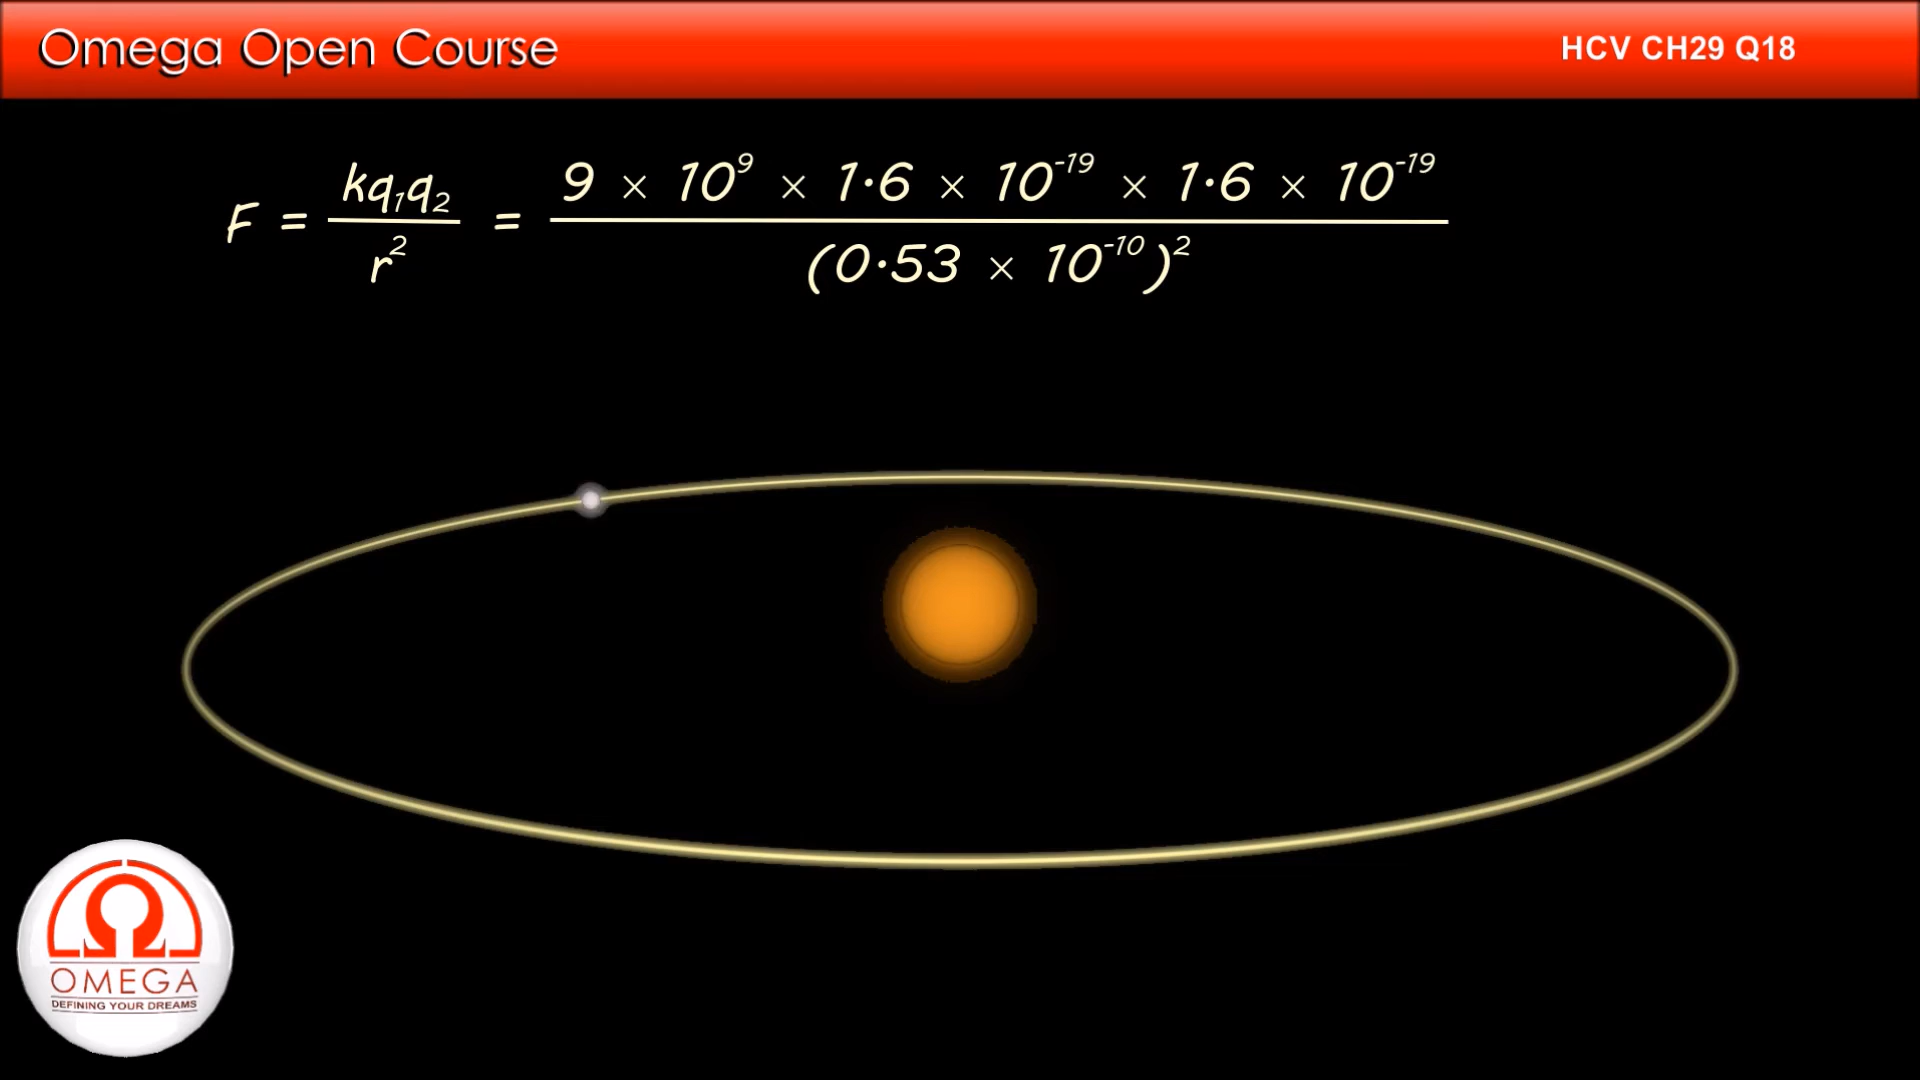 Omega Open Course
HCV CH29 Q18
F = kq₁q₂ / r² = 9 × 10⁹ × 1·6 × 10⁻¹⁹ × 1·6 × 10⁻¹⁹ / (0·53 × 10⁻¹⁰)²
OMEGA
DEFINING YOUR DREAMS